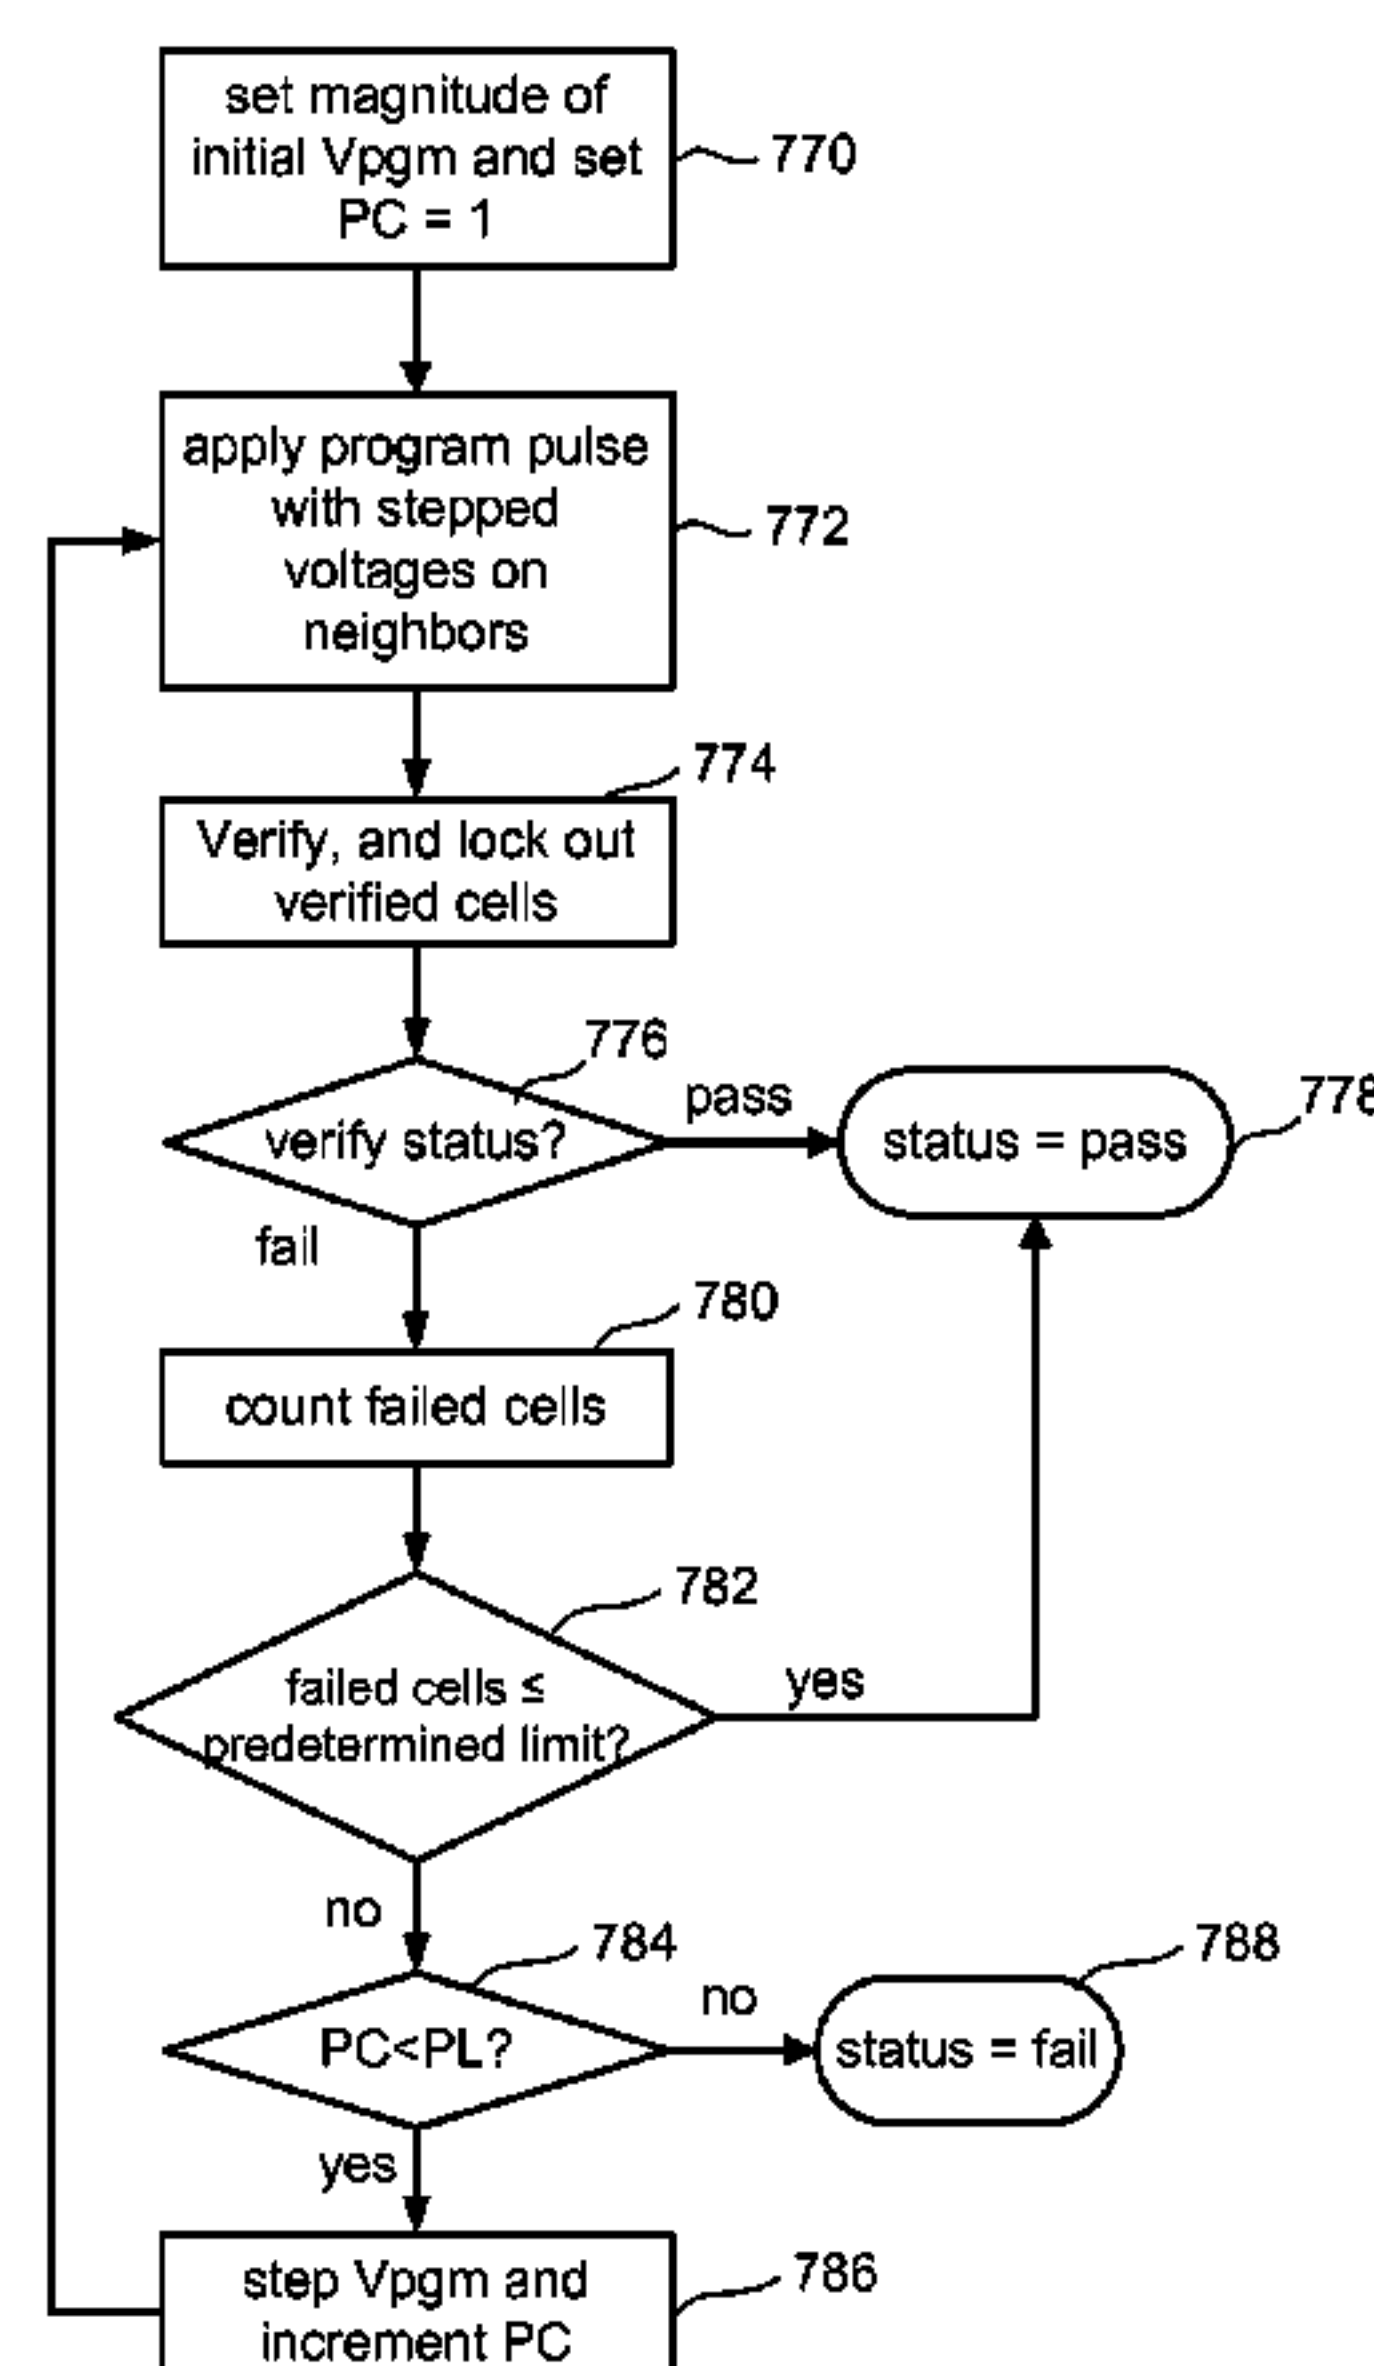 set magnitude of
initial Vpgm and set
PC = 1
770
apply program pulse
with stepped
voltages on
neighbors
772
774
Verify, and lock out
verified cells
776
verify status?
pass
status = pass
778
fail
780
count failed cells
782
failed cells ≤
predetermined limit?
yes
no
784
PC<PL?
no
788
status = fail
yes
step Vpgm and
increment PC
786